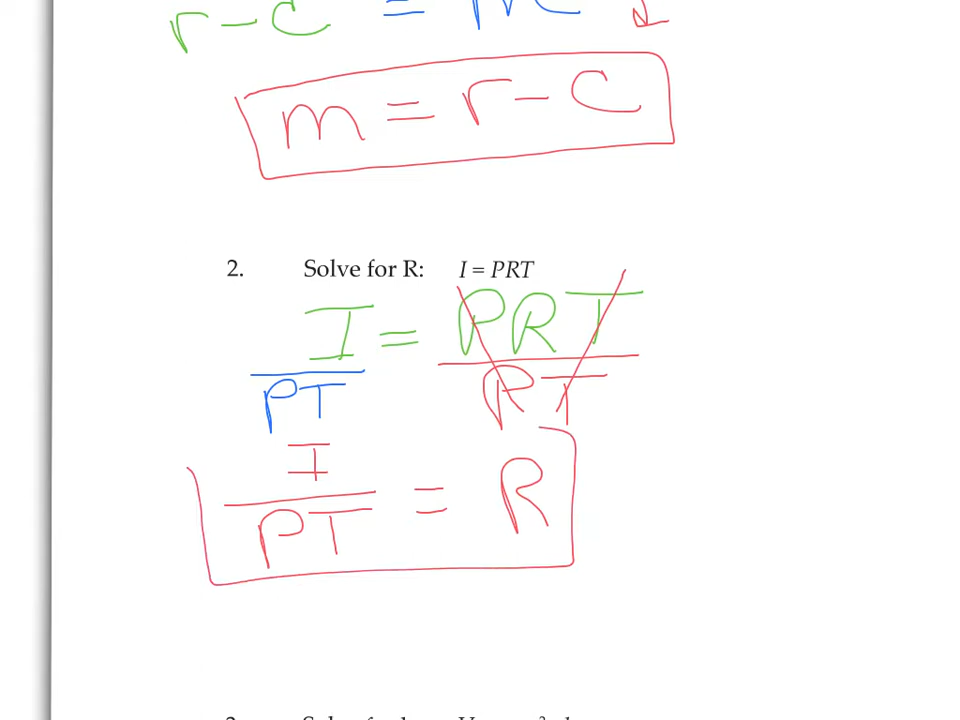 r - c = m
m = r - c
2. Solve for R: I = PRT
I = PRT
PT PT
I
PT = R